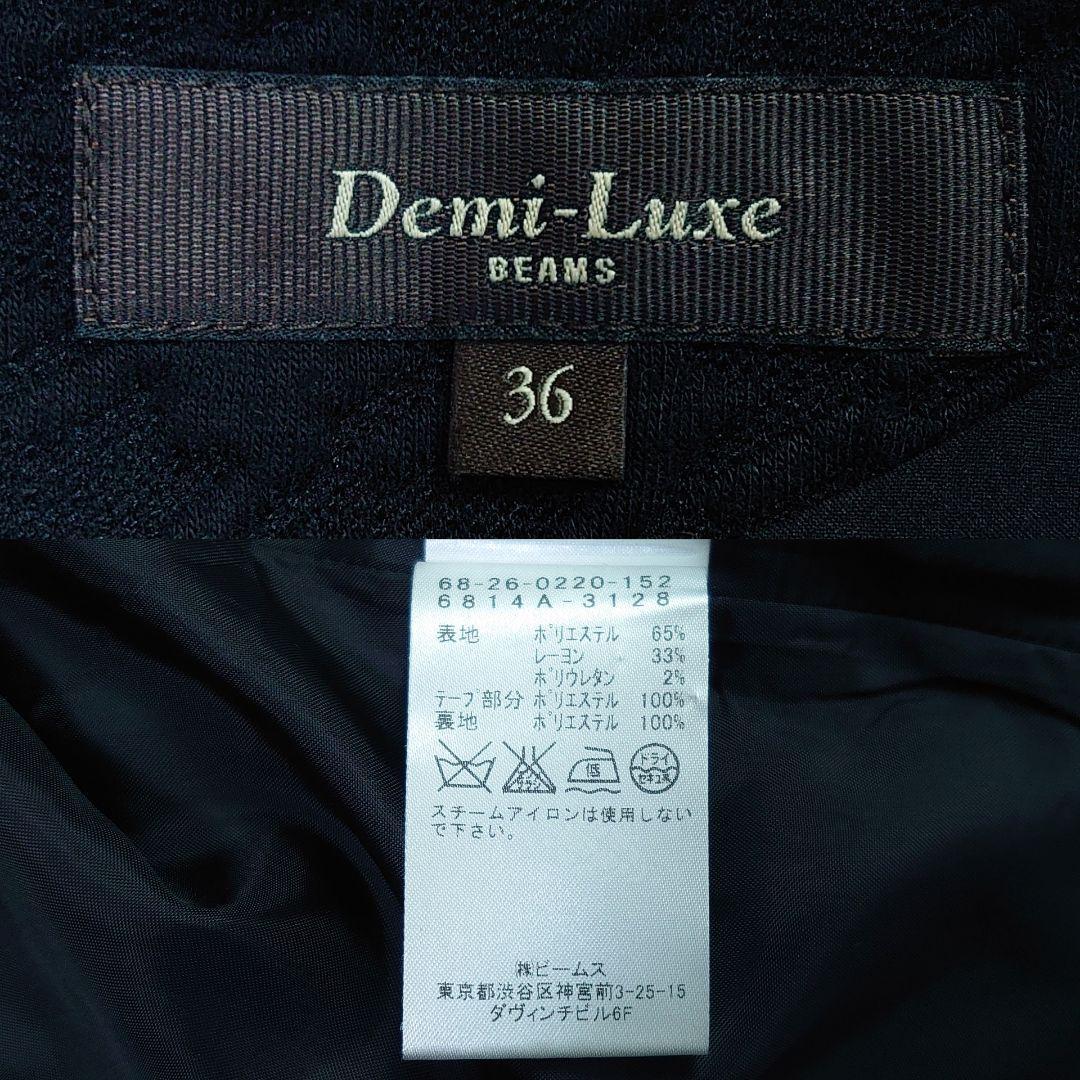 Demi-Luxe
BEAMS
36
68-26-0220-152
6814A-3128
表地 ポリエステル 65%
レーヨン 33%
ポリウレタン 2%
テープ部分 ポリエステル 100%
裏地 ポリエステル 100%
低
ドライ
セキユ系
スチームアイロンは使用しない
で下さい。
㈱ビームス
東京都渋谷区神宮前3-25-15
ダヴィンチビル6F